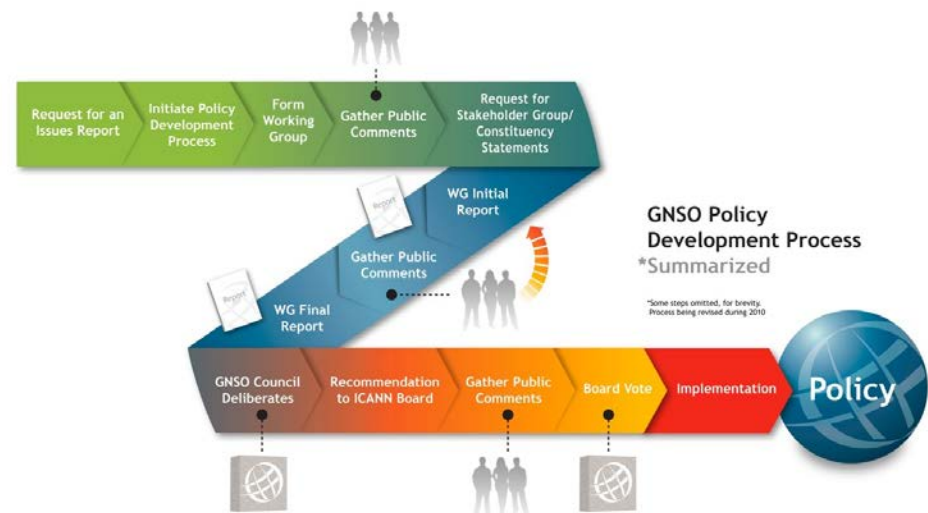 Request for an
Issues Report
Initiate Policy
Development
Process
Form
Working
Group
Gather Public
Comments
Request for
Stakeholder Group/
Constituency
Statements
Report
WG Initial
Report
Gather Public
Comments
Report
WG Final
Report
GNSO Policy
Development Process
*Summarized
*Some steps omitted, for brevity.
Process being revised during 2010
GNSO Council
Deliberates
Recommendation
to ICANN Board
Gather Public
Comments
Board Vote
Implementation
Policy